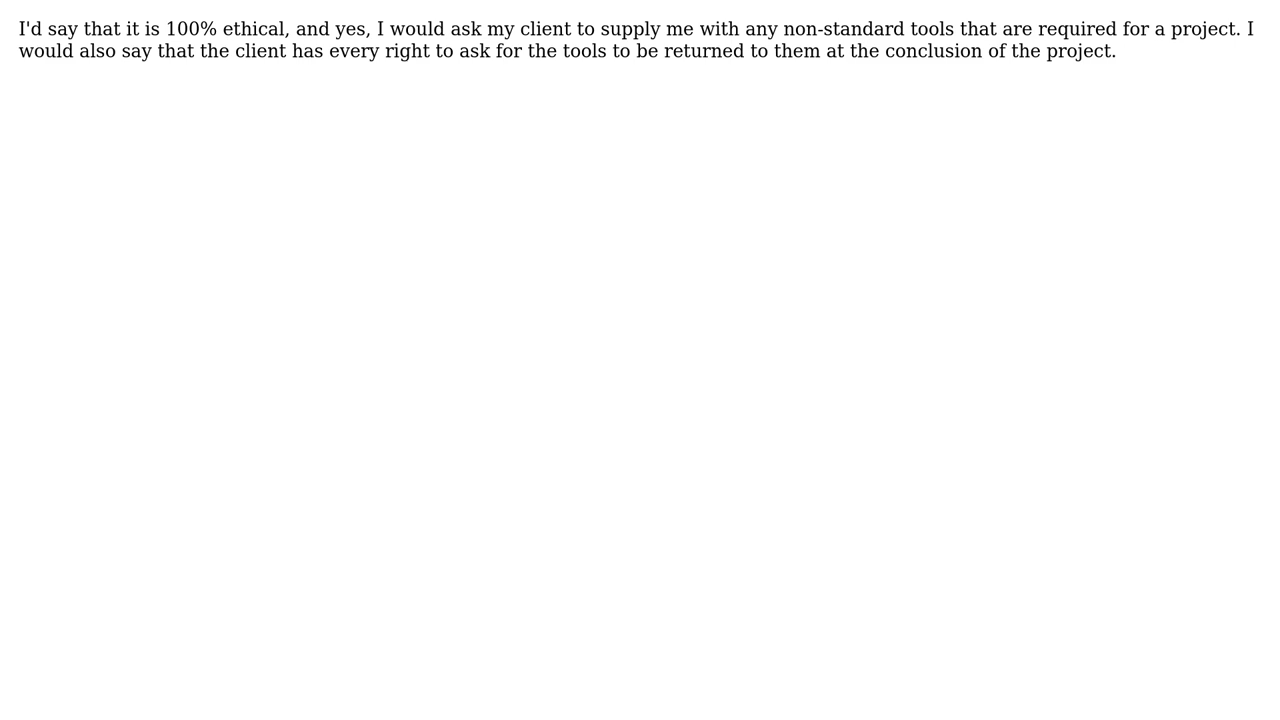 I'd say that it is 100% ethical, and yes, I would ask my client to supply me with any non-standard tools that are required for a project. I
would also say that the client has every right to ask for the tools to be returned to them at the conclusion of the project.